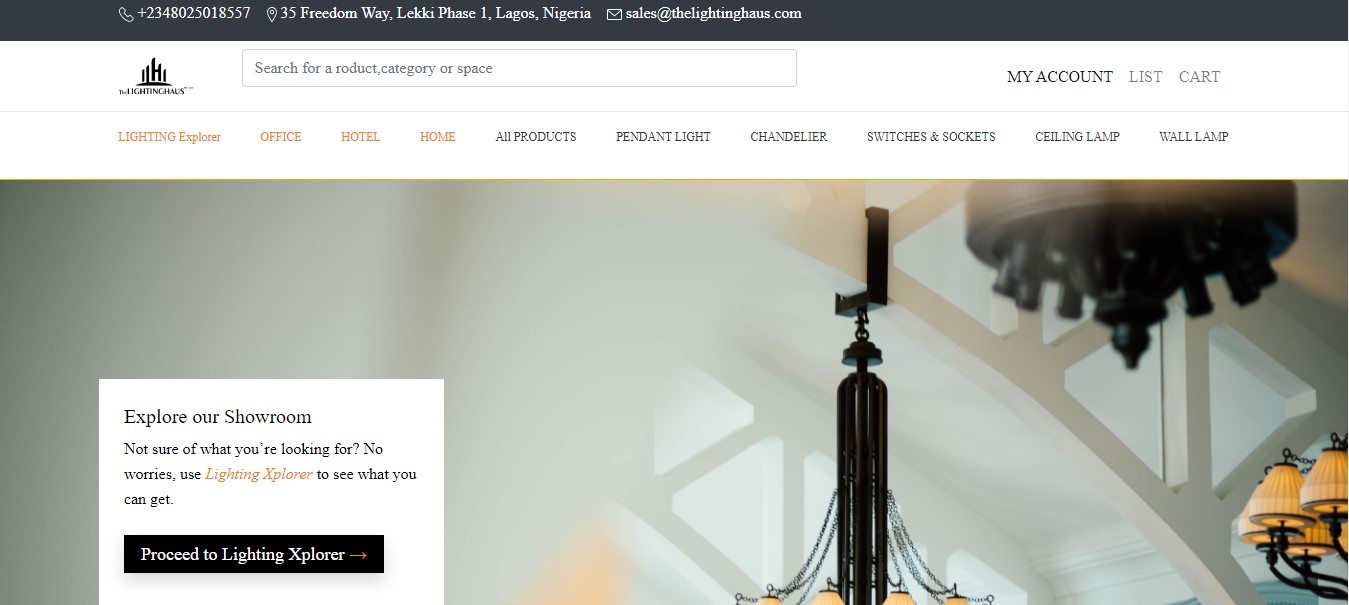 +2348025018557 35 Freedom Way, Lekki Phase 1, Lagos, Nigeria sales@thelightinghaus.com
Search for a roduct,category or space
TheLIGHTINGHAUS
MY ACCOUNT LIST CART
LIGHTING Explorer OFFICE HOTEL HOME All PRODUCTS PENDANT LIGHT CHANDELIER SWITCHES & SOCKETS CEILING LAMP WALL LAMP
Explore our Showroom
Not sure of what you’re looking for? No
worries, use Lighting Xplorer to see what you
can get.
Proceed to Lighting Xplorer →